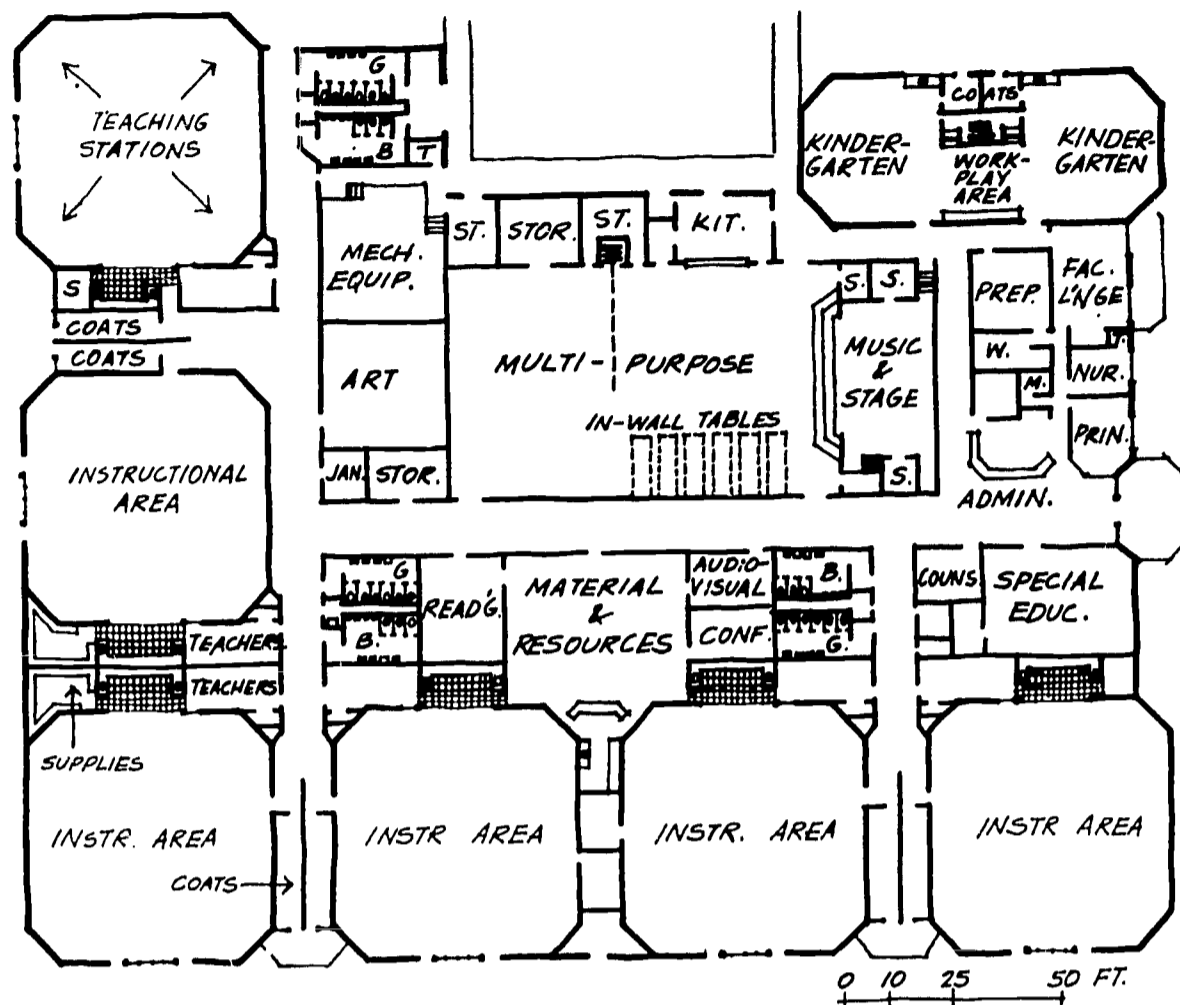 TEACHING
STATIONS
S
COATS
COATS
INSTRUCTIONAL
AREA
TEACHERS
TEACHERS
SUPPLIES
INSTR. AREA
COATS
G
B
T
MECH.
EQUIP.
ST.
STOR.
ST.
KIT.
ART
JAN.
STOR.
MULTI-PURPOSE
IN-WALL TABLES
S.
S.
MUSIC
&
STAGE
S.
COATS
KINDER-
GARTEN
WORK-
PLAY
AREA
KINDER-
GARTEN
PREP.
FAC.
L'NGE
W.
T.
M.
NUR.
PRIN.
ADMIN.
G
B.
READ'G.
MATERIAL
&
RESOURCES
AUDIO-
VISUAL
CONF.
B.
G.
COUNS.
SPECIAL
EDUC.
INSTR AREA
INSTR. AREA
INSTR AREA
0 10 25 50 FT.